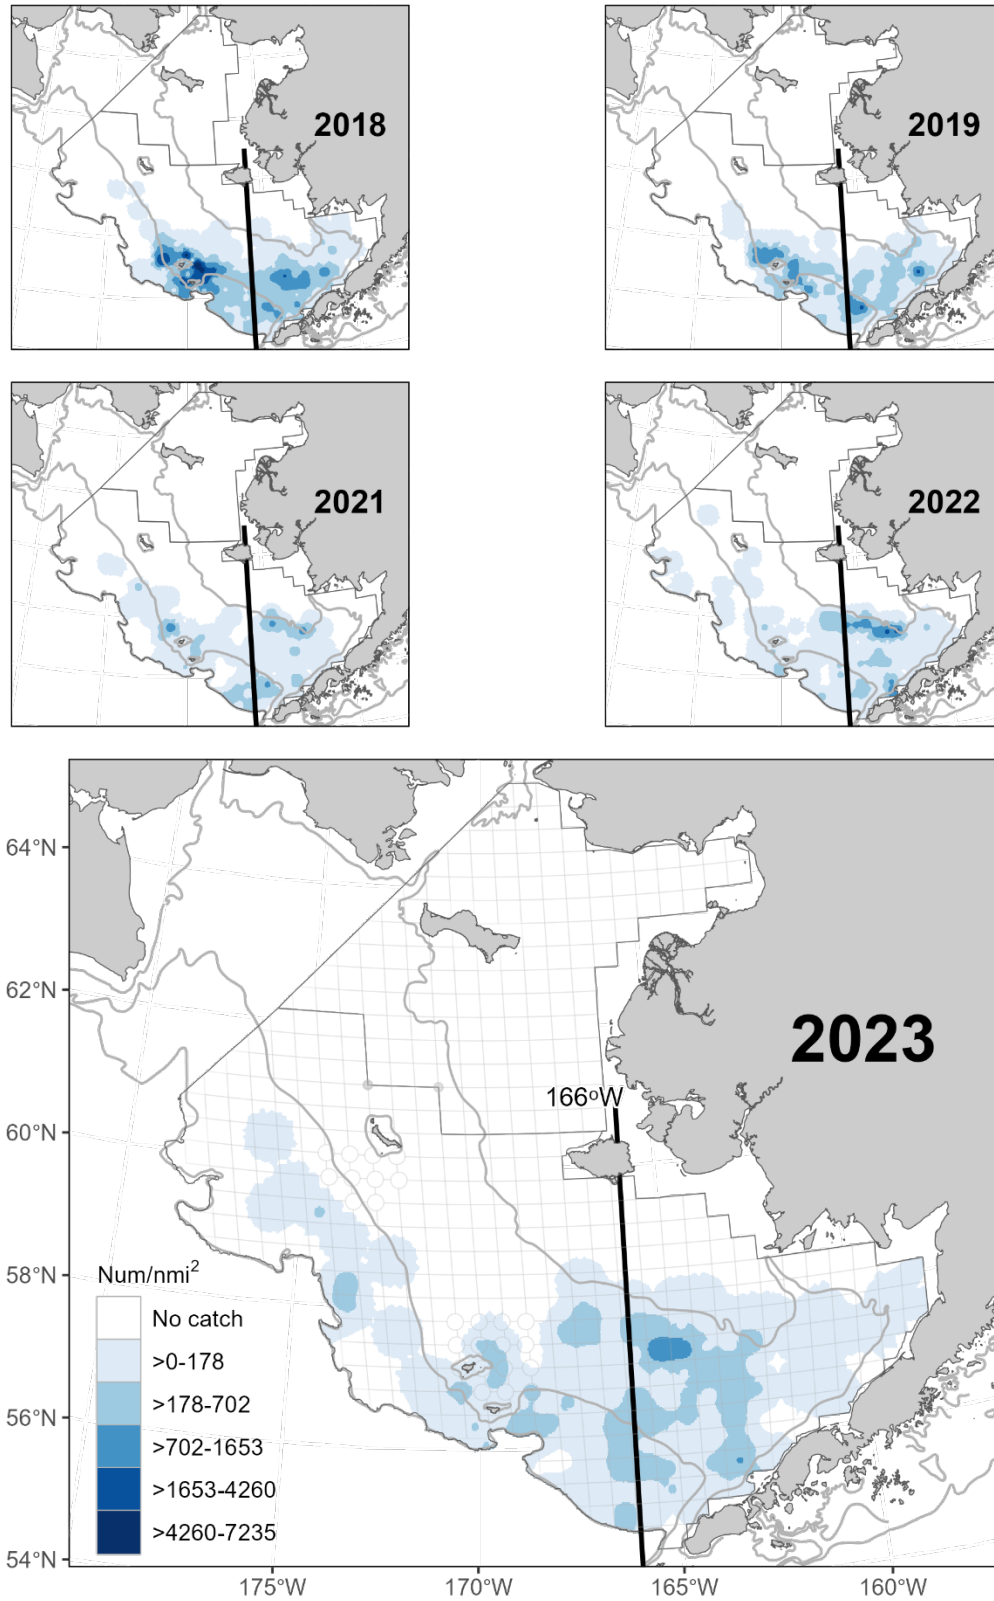 2018
2019
2021
2022
2023
166°W
64°N
62°N
60°N
58°N
56°N
54°N
Num/nmi²
No catch
>0-178
>178-702
>702-1653
>1653-4260
>4260-7235
175°W
170°W
165°W
160°W